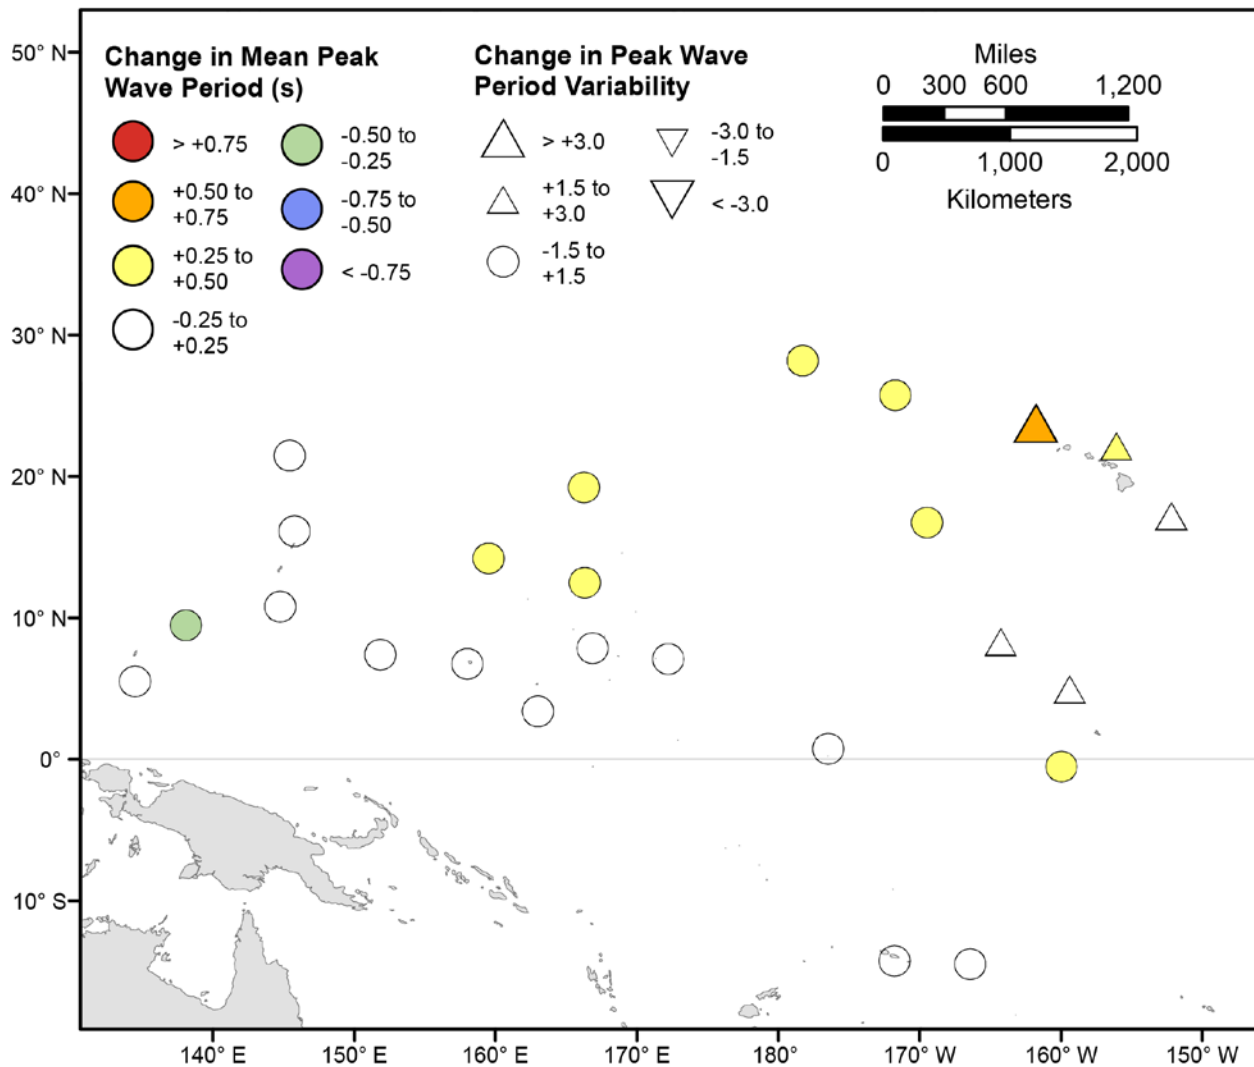 Change in Mean Peak
Wave Period (s)
> +0.75
+0.50 to
+0.75
+0.25 to
+0.50
-0.25 to
+0.25
-0.50 to
-0.25
-0.75 to
-0.50
< -0.75
Change in Peak Wave
Period Variability
> +3.0
+1.5 to
+3.0
-1.5 to
+1.5
-3.0 to
-1.5
< -3.0
Miles
0 300 600 1,200
0 1,000 2,000
Kilometers
50° N
40° N
30° N
20° N
10° N
0°
10° S
140° E 150° E 160° E 170° E 180° 170° W 160° W 150° W